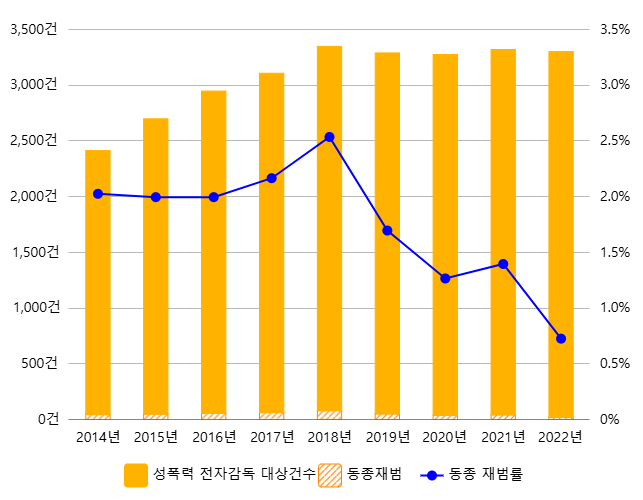 3,500건 3.5%
3,000건 3.0%
2,500건 2.5%
2,000건 2.0%
1,500건 1.5%
1,000건 1.0%
500건 0.5%
0건 0%
2014년 2015년 2016년 2017년 2018년 2019년 2020년 2021년 2022년
성폭력 전자감독 대상건수 동종재범 동종 재범률